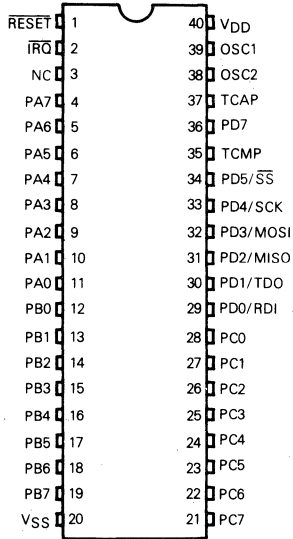 RESET 1 40 VDD
IRQ 2 39 OSC1
NC 3 38 OSC2
PA7 4 37 TCAP
PA6 5 36 PD7
PA5 6 35 TCMP
PA4 7 34 PD5/SS
PA3 8 33 PD4/SCK
PA2 9 32 PD3/MOSI
PA1 10 31 PD2/MISO
PA0 11 30 PD1/TDO
PB0 12 29 PD0/RDI
PB1 13 28 PC0
PB2 14 27 PC1
PB3 15 26 PC2
PB4 16 25 PC3
PB5 17 24 PC4
PB6 18 23 PC5
PB7 19 22 PC6
VSS 20 21 PC7